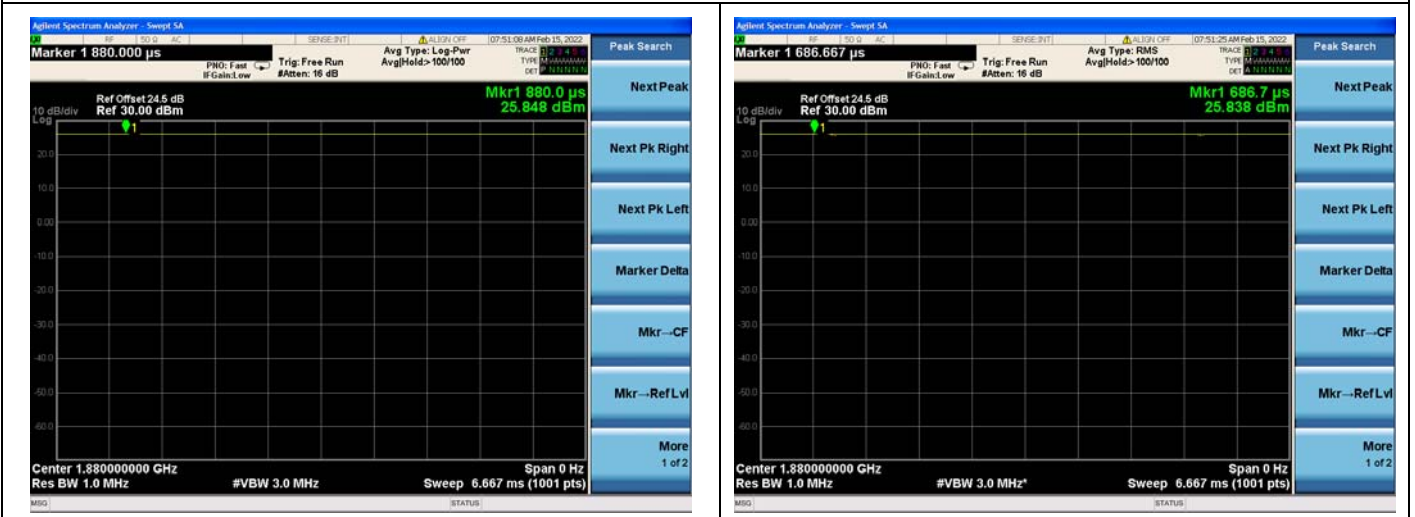 Agilent Spectrum Analyzer - Swept SA
RF 50 Ω AC SENSE:INT ALIGN OFF 07:51:08 AM Feb 15, 2022
Marker 1 880.000 µs
PNO: Fast
IFGain:Low
Trig: Free Run
#Atten: 16 dB
Avg Type: Log-Pwr
Avg|Hold:>100/100
TRACE 1 2 3 4 5 6
TYPE M
DET P N N N N N
Peak Search
Mkr1 880.0 µs
25.848 dBm
Ref Offset 24.5 dB
10 dB/div Ref 30.00 dBm
Log
1
20.0
10.0
0.00
-10.0
-20.0
-30.0
-40.0
-50.0
-60.0
Center 1.880000000 GHz Span 0 Hz
Res BW 1.0 MHz #VBW 3.0 MHz Sweep 6.667 ms (1001 pts)
MSG STATUS
Next Peak
Next Pk Right
Next Pk Left
Marker Delta
Mkr→CF
Mkr→Ref Lvl
More
1 of 2
Agilent Spectrum Analyzer - Swept SA
RF 50 Ω AC SENSE:INT ALIGN OFF 07:51:25 AM Feb 15, 2022
Marker 1 686.667 µs
PNO: Fast
IFGain:Low
Trig: Free Run
#Atten: 16 dB
Avg Type: RMS
Avg|Hold:>100/100
TRACE 1 2 3 4 5 6
TYPE M
DET A N N N N N
Peak Search
Mkr1 686.7 µs
25.838 dBm
Ref Offset 24.5 dB
10 dB/div Ref 30.00 dBm
Log
1
20.0
10.0
0.00
-10.0
-20.0
-30.0
-40.0
-50.0
-60.0
Center 1.880000000 GHz Span 0 Hz
Res BW 1.0 MHz #VBW 3.0 MHz* Sweep 6.667 ms (1001 pts)
MSG STATUS
Next Peak
Next Pk Right
Next Pk Left
Marker Delta
Mkr→CF
Mkr→Ref Lvl
More
1 of 2